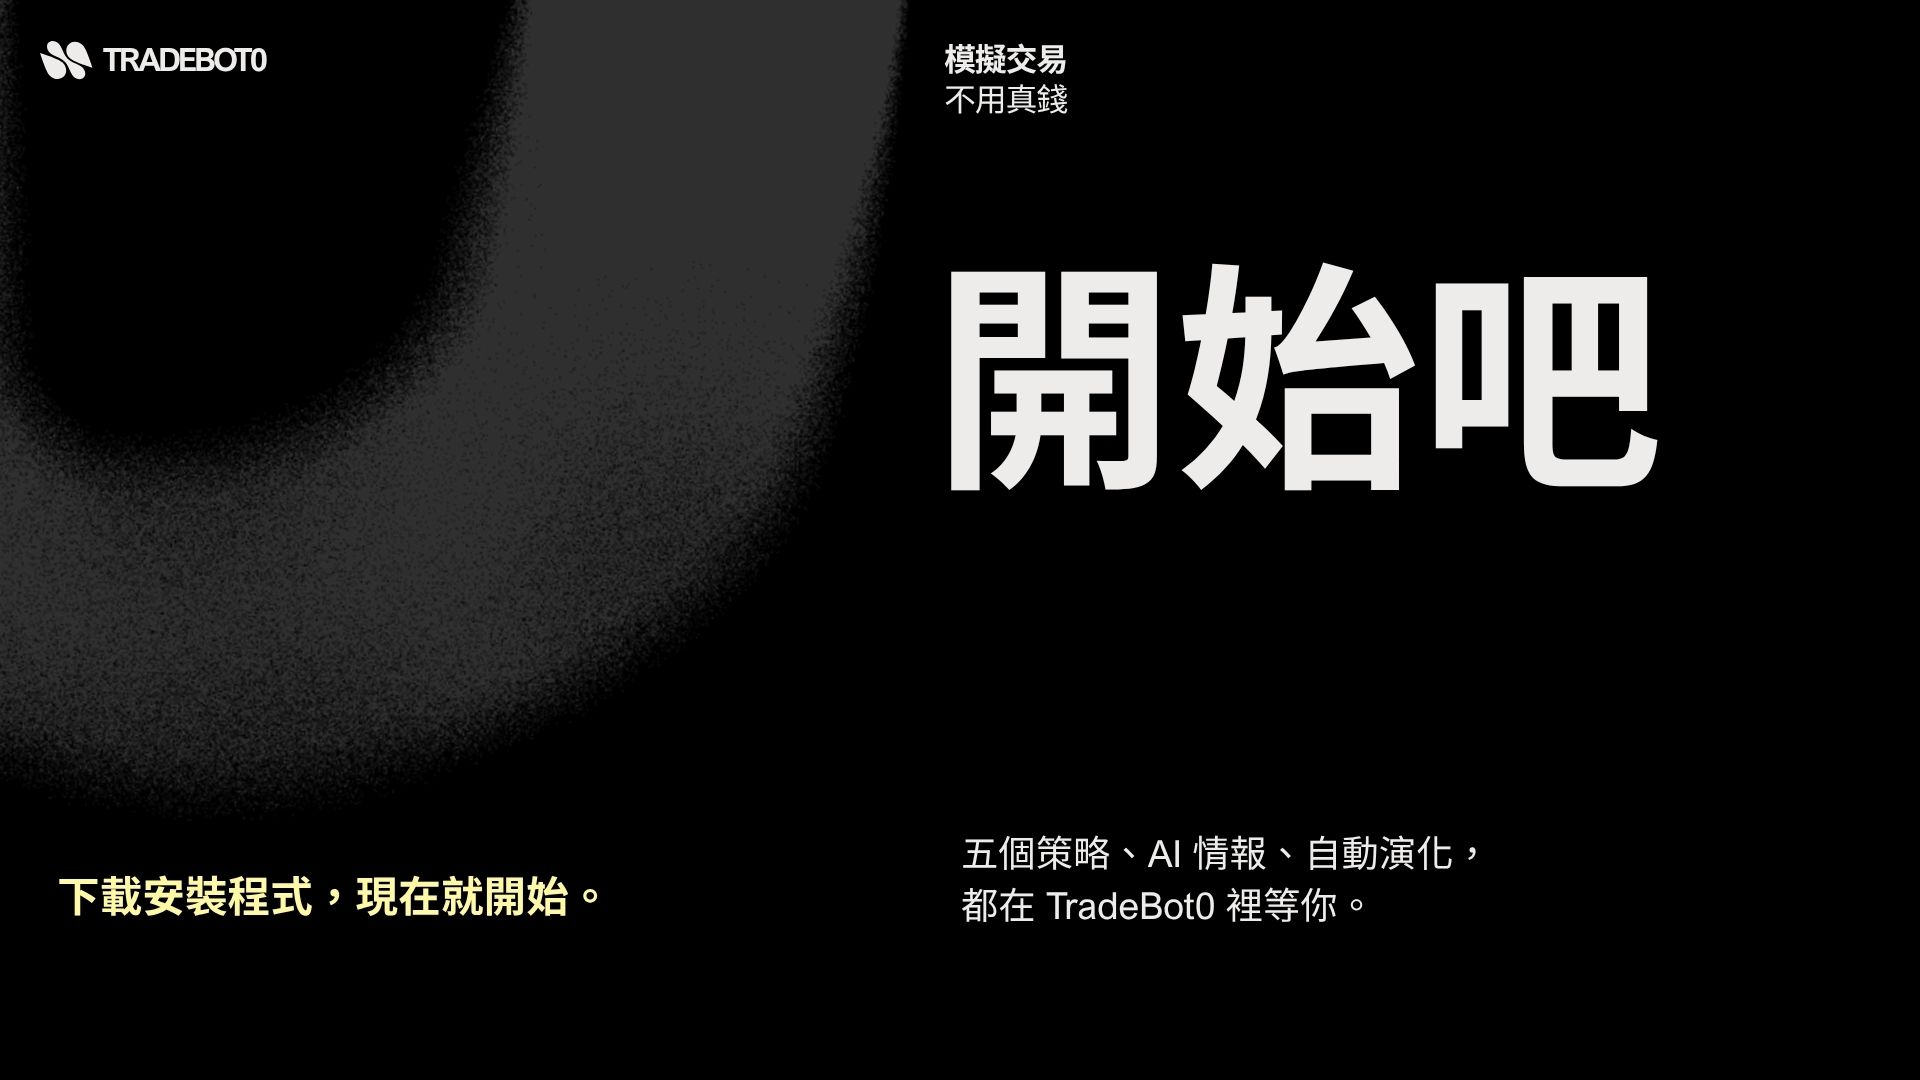 TRADEBOT0
模擬交易
不用真錢
開始吧
下載安裝程式，現在就開始。
五個策略、AI 情報、自動演化，
都在 TradeBot0 裡等你。